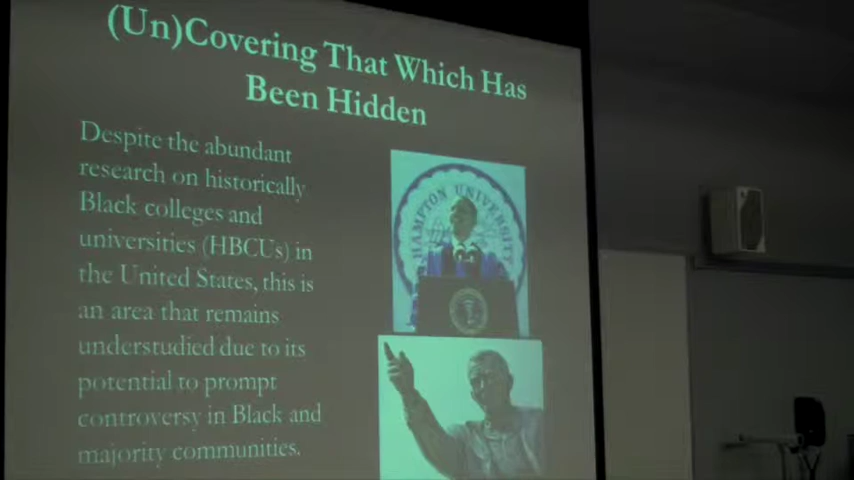 (Un)Covering That Which Has
Been Hidden
Despite the abundant
research on historically
Black colleges and
universities (HBCUs) in
the United States, this is
an area that remains
understudied due to its
potential to prompt
controversy in Black and
majority communities.
HAMPTON UNIVERSITY